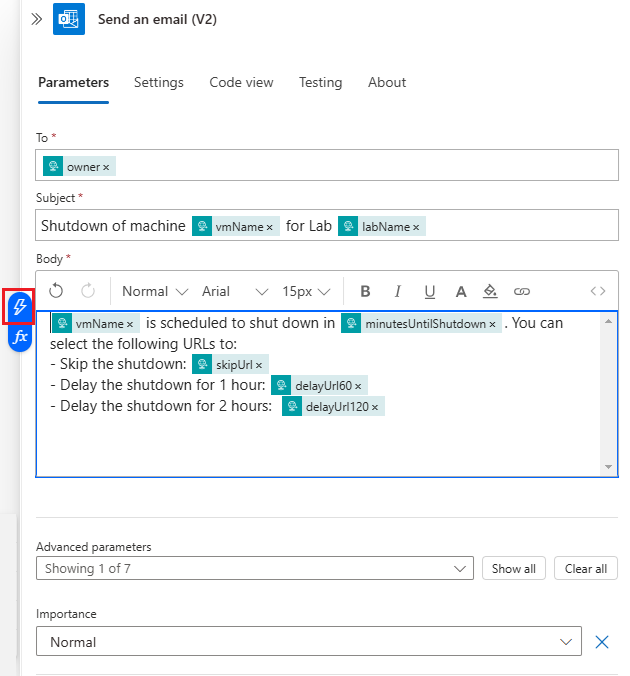 Send an email (V2)
Parameters Settings Code view Testing About
To *
owner ×
Subject *
Shutdown of machine vmName × for Lab labName ×
Body *
Normal Arial 15px B I U A
fx
vmName × is scheduled to shut down in minutesUntilShutdown × . You can
select the following URLs to:
- Skip the shutdown: skipUrl ×
- Delay the shutdown for 1 hour: delayUrl60 ×
- Delay the shutdown for 2 hours: delayUrl120 ×
Advanced parameters
Showing 1 of 7 Show all Clear all
Importance
Normal